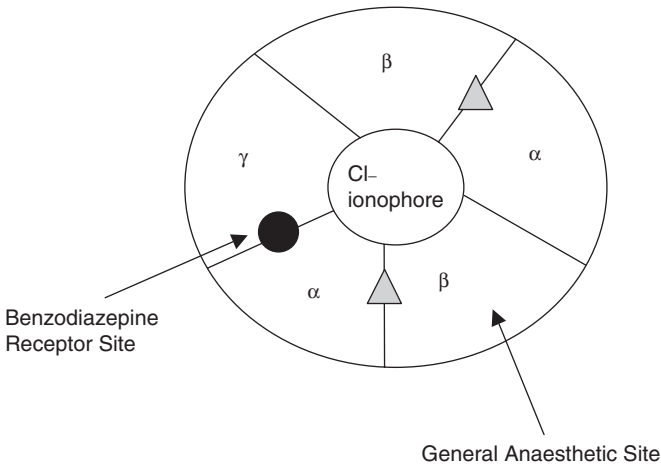 β
α
γ
Cl–
ionophore
α
β
Benzodiazepine
Receptor Site
General Anaesthetic Site